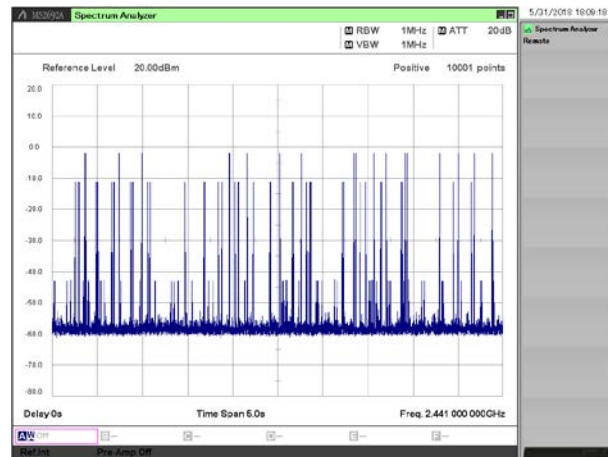 MS2692A Spectrum Analyzer
5/31/2018 18:09:18
RBW 1MHz ATT 20dB
VBW 1MHz
Spectrum Analyzer
Remote
Reference Level 20.00dBm Positive 10001 points
20.0
10.0
0.0
-10.0
-20.0
-30.0
-40.0
-50.0
-60.0
-70.0
-80.0
Delay 0s Time Span 5.0s Freq. 2.441 000 000GHz
Off
Ref.Int Pre-Amp Off